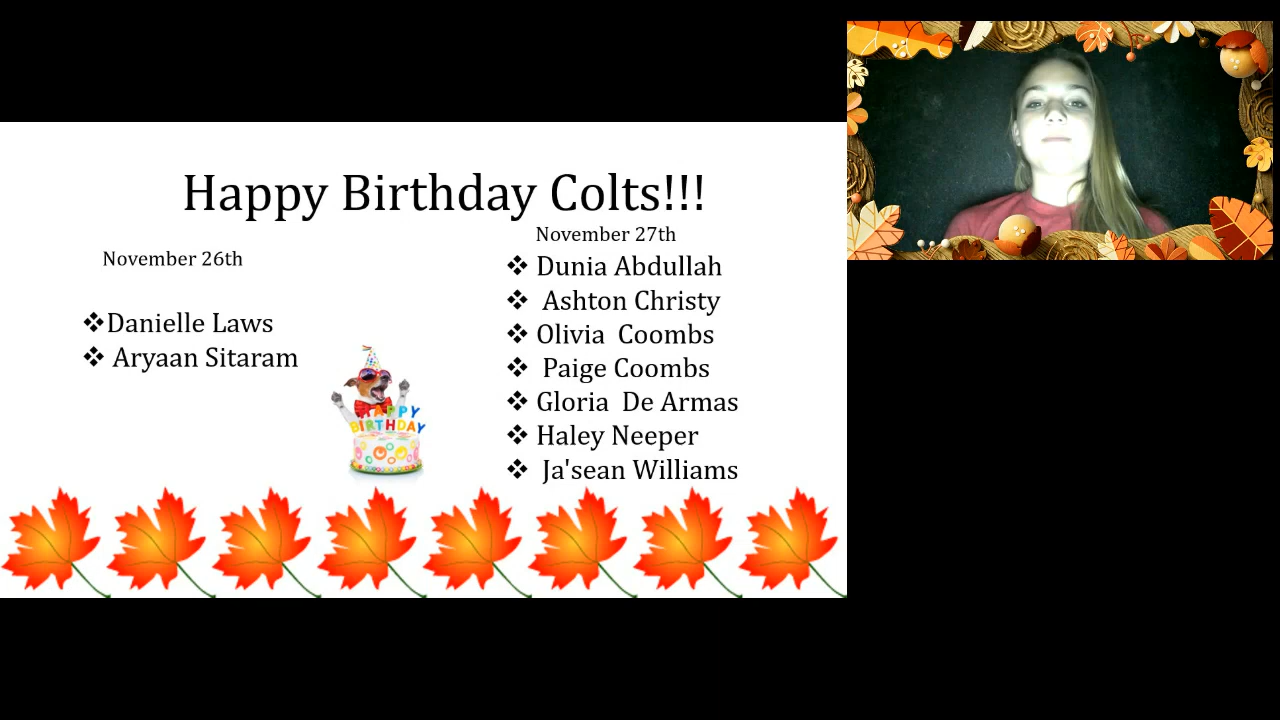 Happy Birthday Colts!!!
November 26th
❖Danielle Laws
❖ Aryaan Sitaram
HAPPY
BIRTHDAY
November 27th
❖ Dunia Abdullah
❖ Ashton Christy
❖ Olivia Coombs
❖ Paige Coombs
❖ Gloria De Armas
❖ Haley Neeper
❖ Ja'sean Williams